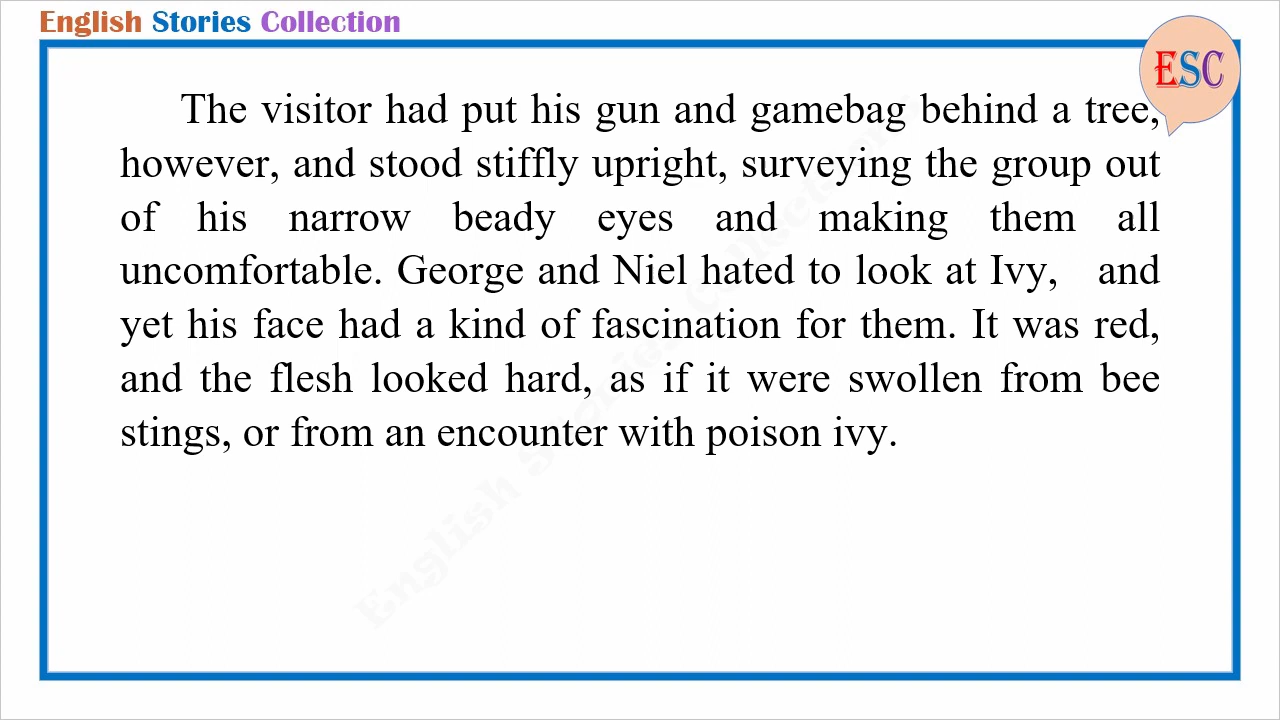 English Stories Collection
ESC
The visitor had put his gun and gamebag behind a tree,
however, and stood stiffly upright, surveying the group out
of his narrow beady eyes and making them all
uncomfortable. George and Niel hated to look at Ivy, and
yet his face had a kind of fascination for them. It was red,
and the flesh looked hard, as if it were swollen from bee
stings, or from an encounter with poison ivy.
English Stories Collection